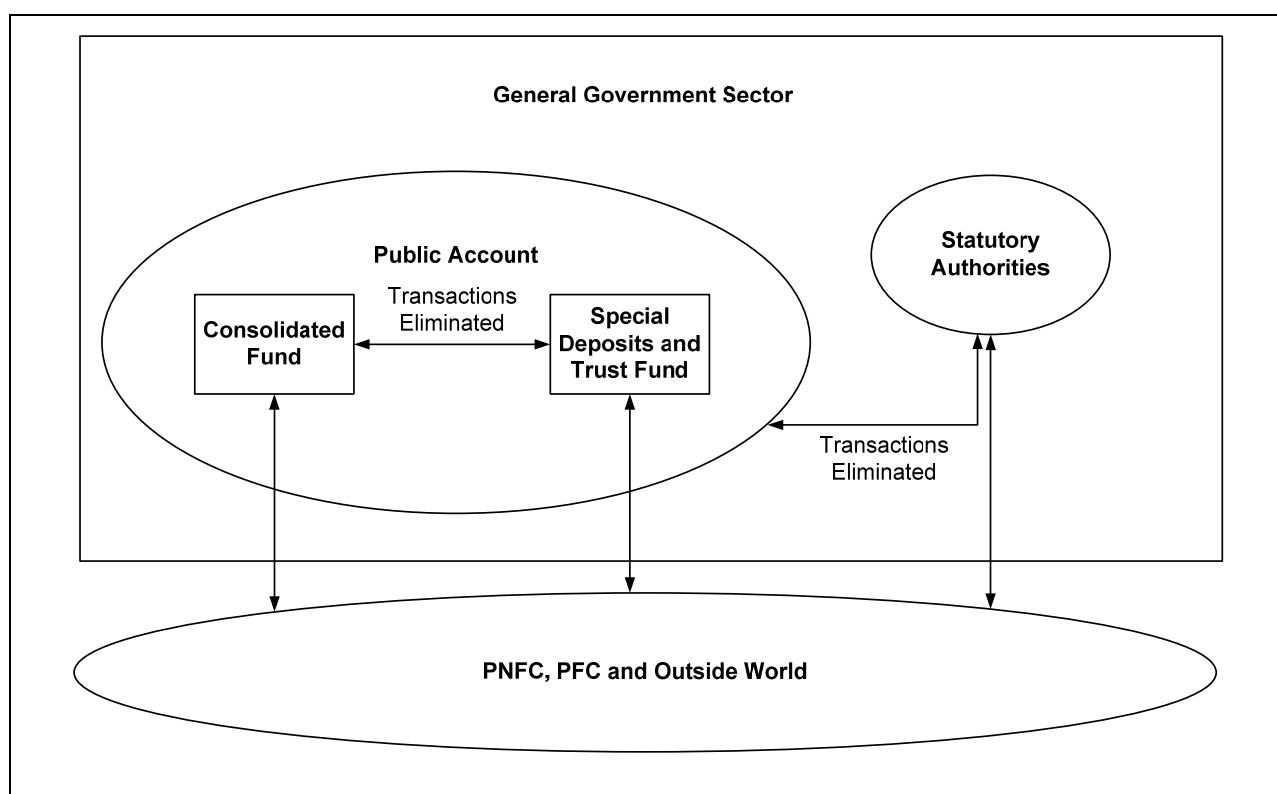 General Government Sector
Public Account
Transactions
Eliminated
Consolidated
Fund
Special
Deposits and
Trust Fund
Statutory
Authorities
Transactions
Eliminated
PNFC, PFC and Outside World